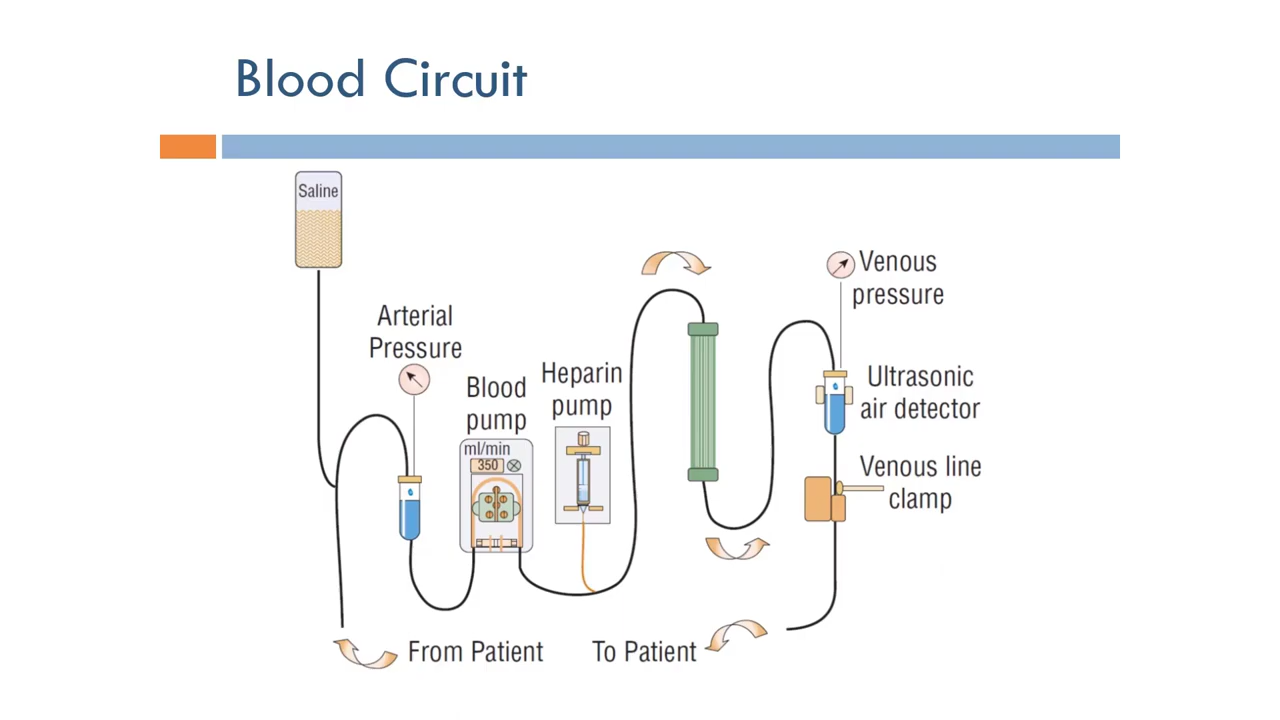 Blood Circuit
Saline
Arterial
Pressure
Blood
pump
ml/min
350
Heparin
pump
Venous
pressure
Ultrasonic
air detector
Venous line
clamp
From Patient
To Patient